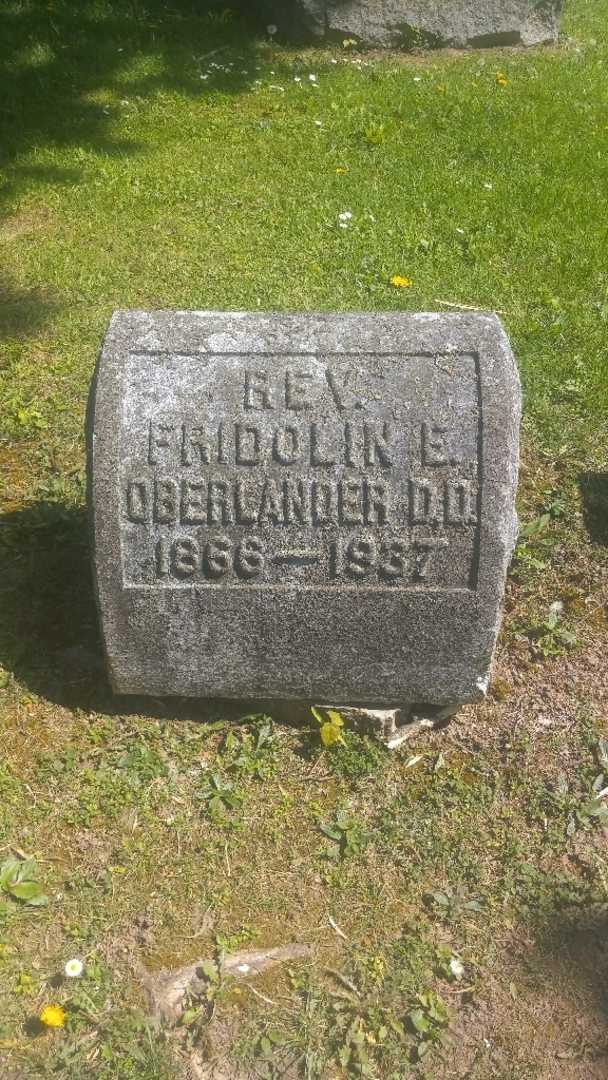 REV.
FRIDOLIN E.
OBERLANDER D.D.
1866—1937